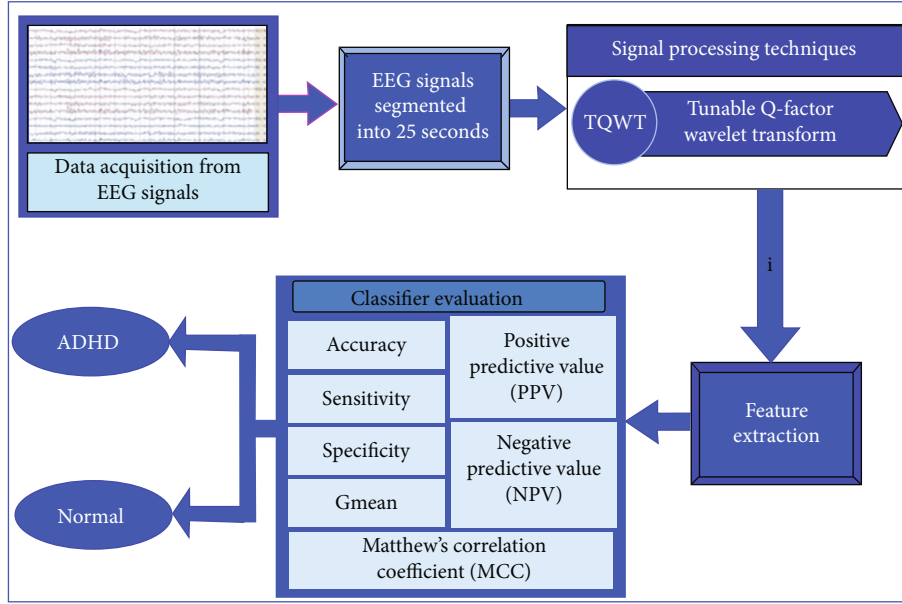 Data acquisition from
EEG signals
EEG signals
segmented
into 25 seconds
Signal processing techniques
TQWT
Tunable Q-factor
wavelet transform
i
Feature
extraction
Classifier evaluation
Accuracy
Sensitivity
Specificity
Gmean
Positive
predictive value
(PPV)
Negative
predictive value
(NPV)
Matthew's correlation
coefficient (MCC)
ADHD
Normal